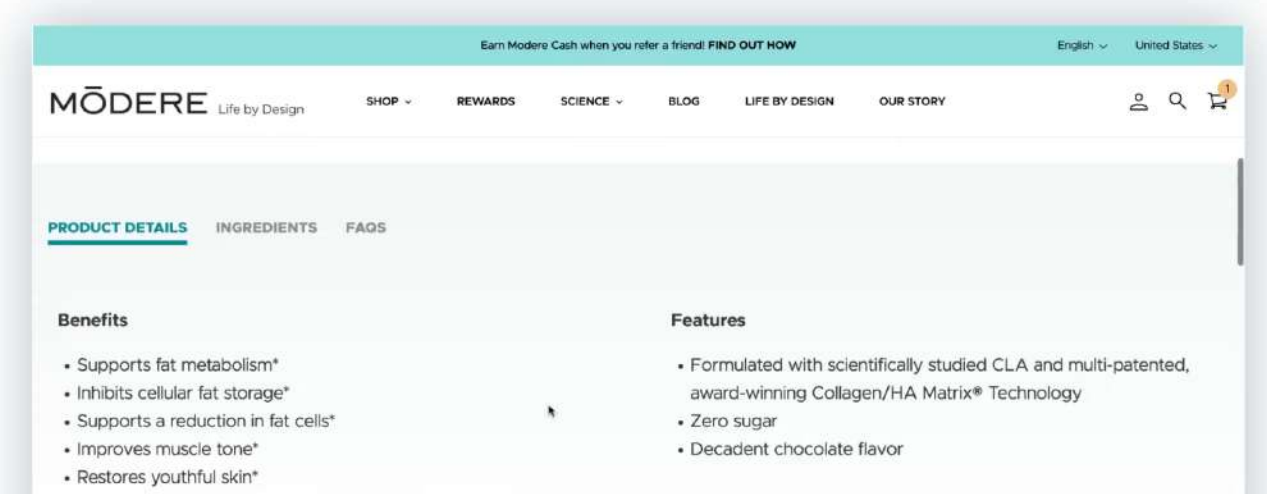 Earn Modere Cash when you refer a friend! FIND OUT HOW
English
United States
MŌDERE Life by Design
SHOP
REWARDS
SCIENCE
BLOG
LIFE BY DESIGN
OUR STORY
1
PRODUCT DETAILS
INGREDIENTS
FAQS
Benefits
• Supports fat metabolism*
• Inhibits cellular fat storage*
• Supports a reduction in fat cells*
• Improves muscle tone*
• Restores youthful skin*
Features
• Formulated with scientifically studied CLA and multi-patented,
award-winning Collagen/HA Matrix® Technology
• Zero sugar
• Decadent chocolate flavor